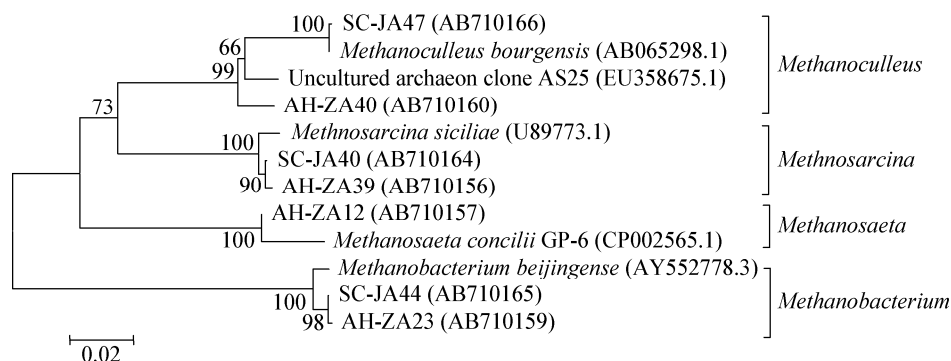 100 SC-JA47 (AB710166)
66 Methanoculleus bourgensis (AB065298.1)
Methanoculleus
99 Uncultured archaeon clone AS25 (EU358675.1)
73 AH-ZA40 (AB710160)
Methnosarcina siciliae (U89773.1)
100 SC-JA40 (AB710164)
Methnosarcina
90 AH-ZA39 (AB710156)
AH-ZA12 (AB710157)
Methanosaeta
100 Methanosaeta concilii GP-6 (CP002565.1)
Methanobacterium beijingense (AY552778.3)
100 SC-JA44 (AB710165)
Methanobacterium
98 AH-ZA23 (AB710159)
0.02